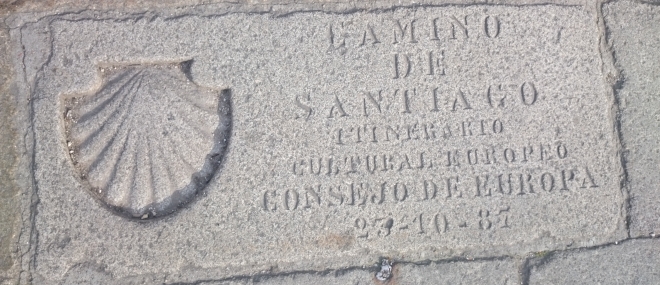 CAMINO
DE
SANTIAGO
ITINERARIO
CULTURAL EUROPEO
CONSEJO DE EUROPA
23-10-87